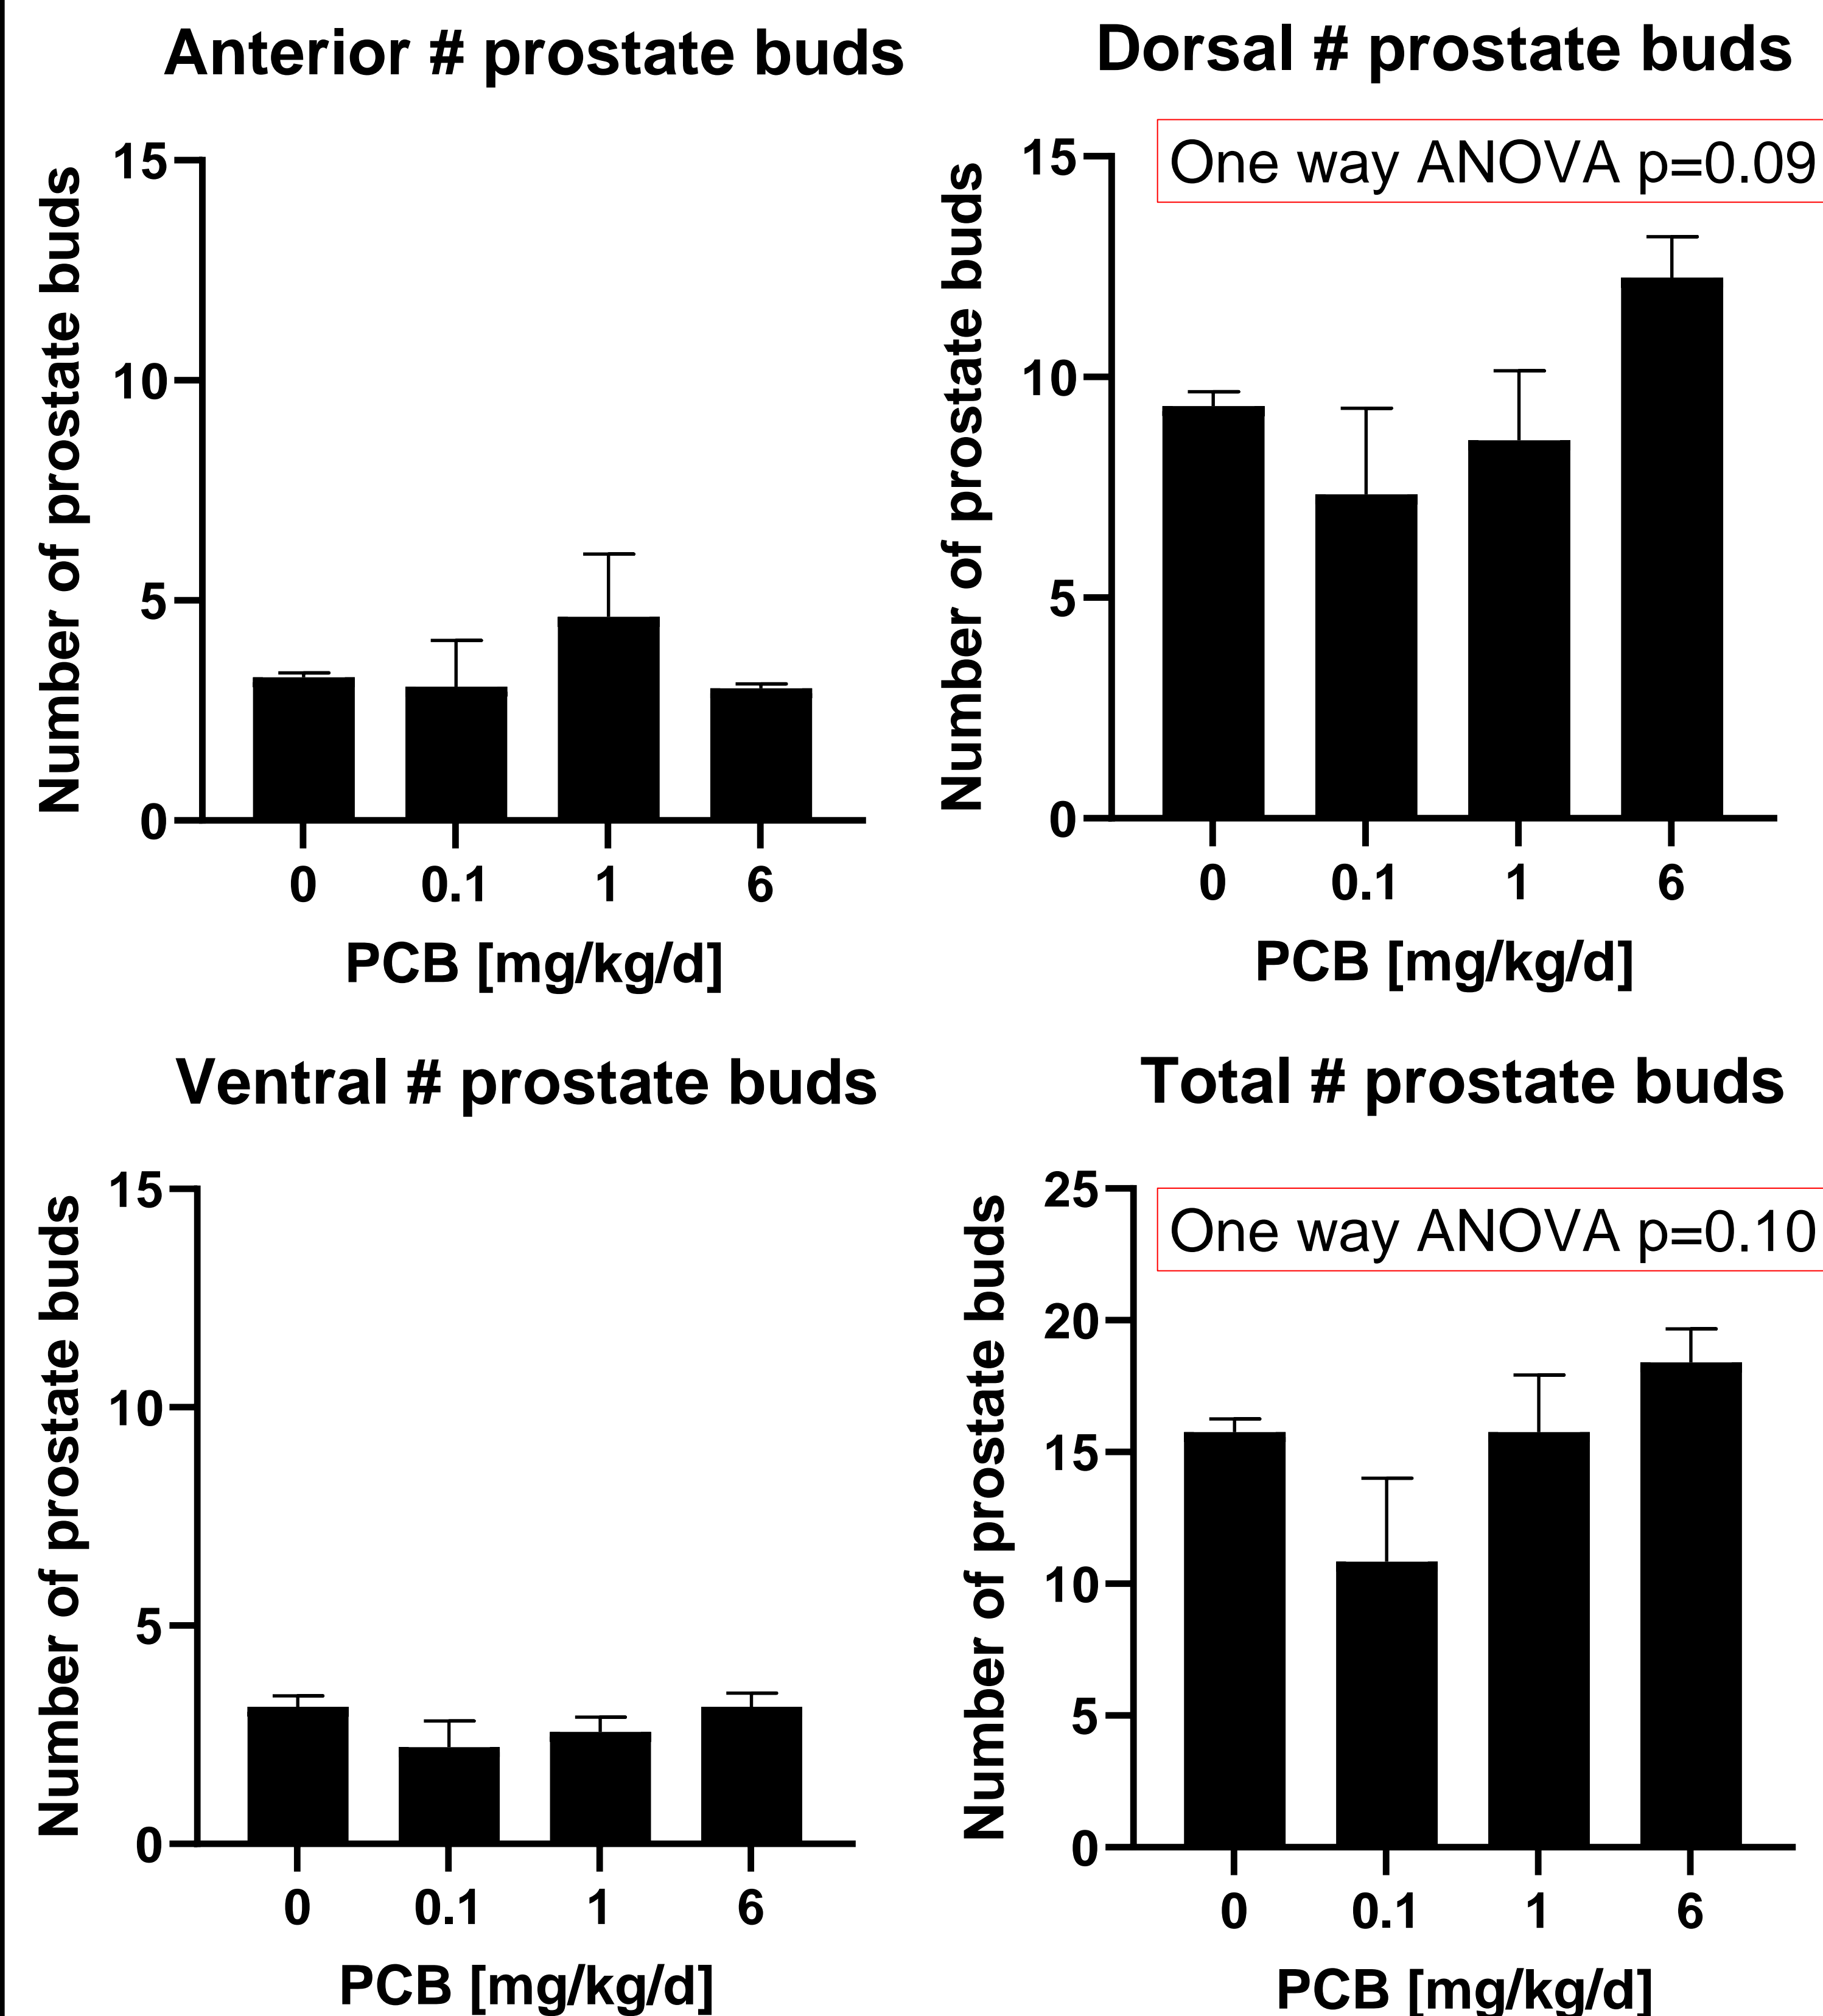 Anterior # prostate buds
Number of prostate buds
15
10
5
0
0 0.1 1 6
PCB [mg/kg/d]
Dorsal # prostate buds
One way ANOVA p=0.09
Number of prostate buds
15
10
5
0
0 0.1 1 6
PCB [mg/kg/d]
Ventral # prostate buds
Number of prostate buds
15
10
5
0
0 0.1 1 6
PCB [mg/kg/d]
Total # prostate buds
One way ANOVA p=0.10
Number of prostate buds
25
20
15
10
5
0
0 0.1 1 6
PCB [mg/kg/d]